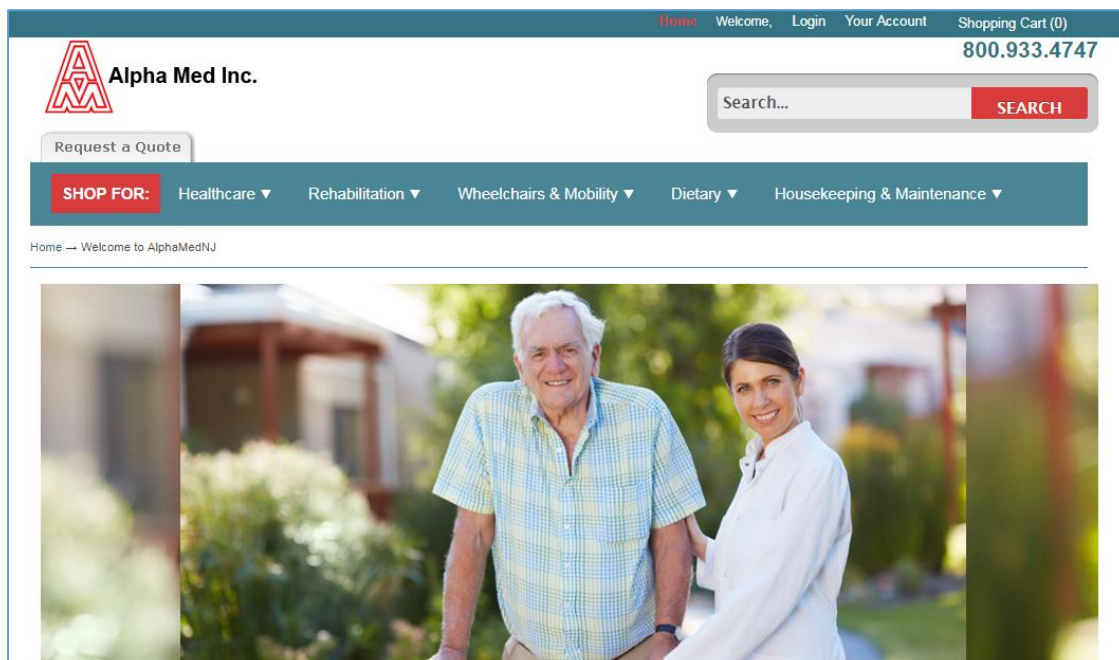 Home Welcome, Login Your Account Shopping Cart (0)
800.933.4747
AM
Alpha Med Inc.
Search... SEARCH
Request a Quote
SHOP FOR: Healthcare ▼ Rehabilitation ▼ Wheelchairs & Mobility ▼ Dietary ▼ Housekeeping & Maintenance ▼
Home → Welcome to AlphaMedNJ